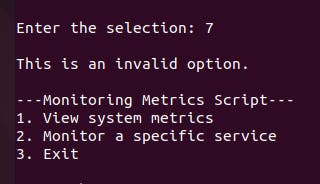 Enter the selection: 7
This is an invalid option.
---Monitoring Metrics Script---
1. View system metrics
2. Monitor a specific service
3. Exit